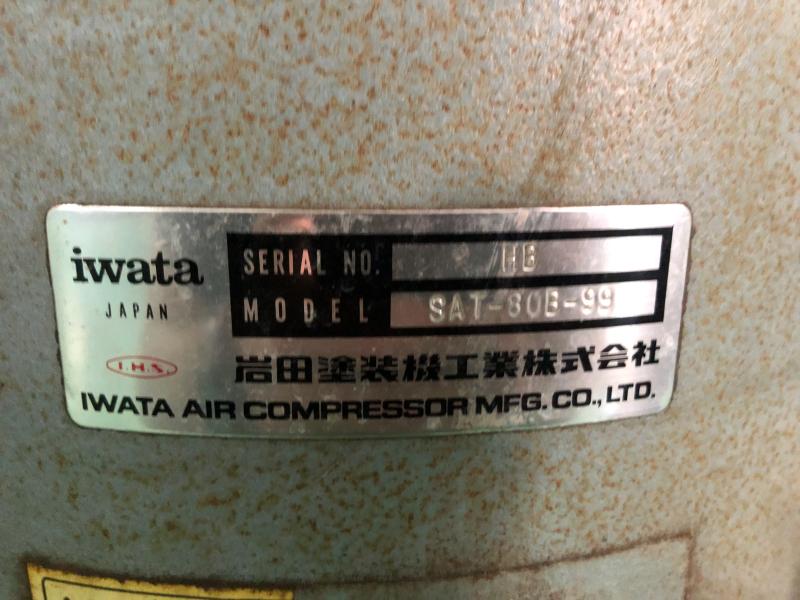 iwata
JAPAN
I.H.S.
SERIAL NO. HB
MODEL SAT-80B-99
岩田塗装機工業株式会社
IWATA AIR COMPRESSOR MFG. CO., LTD.